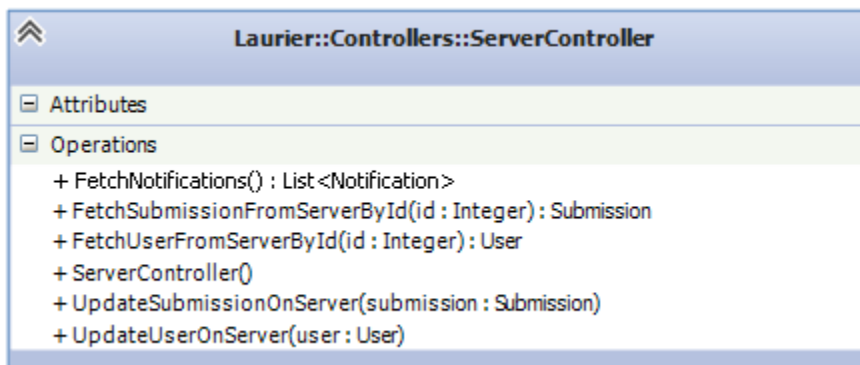 Laurier::Controllers::ServerController
Attributes
Operations
+ FetchNotifications() : List<Notification>
+ FetchSubmissionFromServerById(id : Integer) : Submission
+ FetchUserFromServerById(id : Integer) : User
+ ServerController()
+ UpdateSubmissionOnServer(submission : Submission)
+ UpdateUserOnServer(user : User)